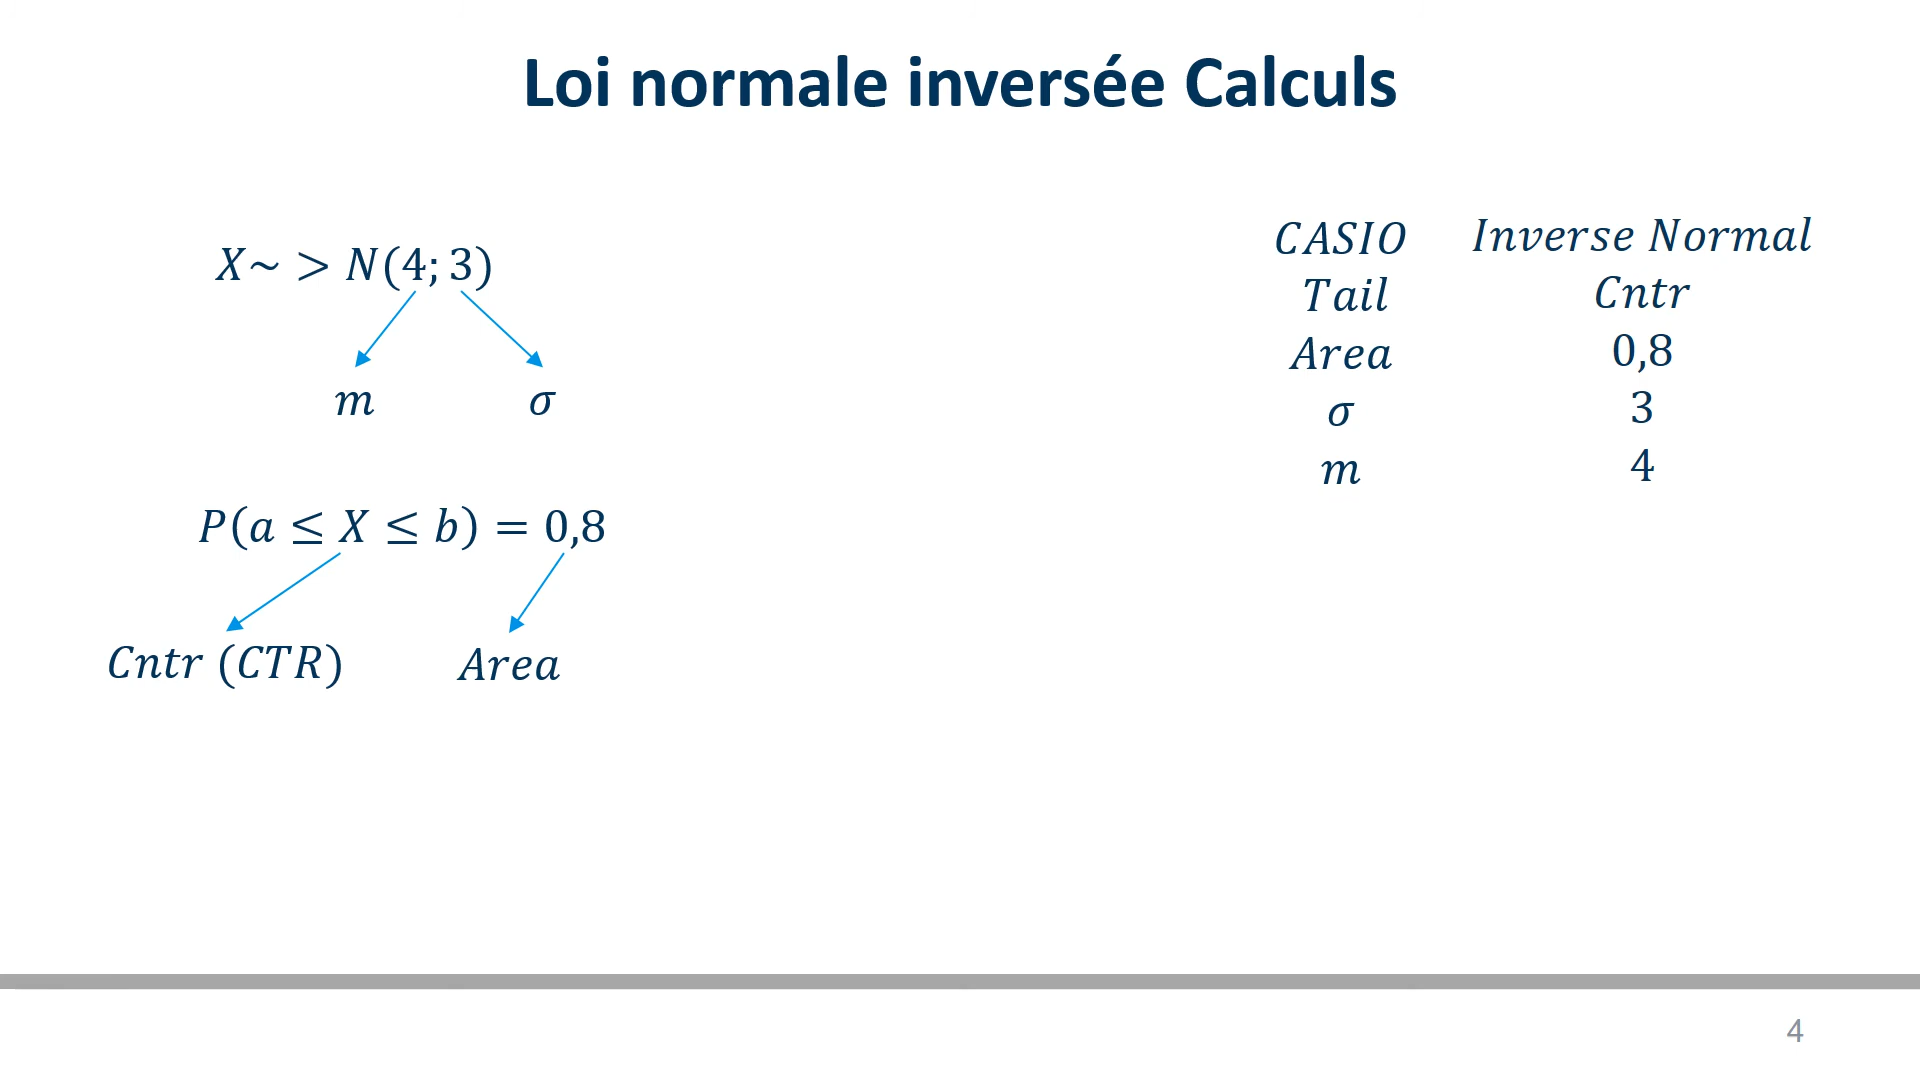 Loi normale inversée Calculs
X~ > N(4; 3)
m σ
P(a ≤ X ≤ b) = 0,8
Cntr (CTR) Area
CASIO Inverse Normal
Tail Cntr
Area 0,8
σ 3
m 4
4